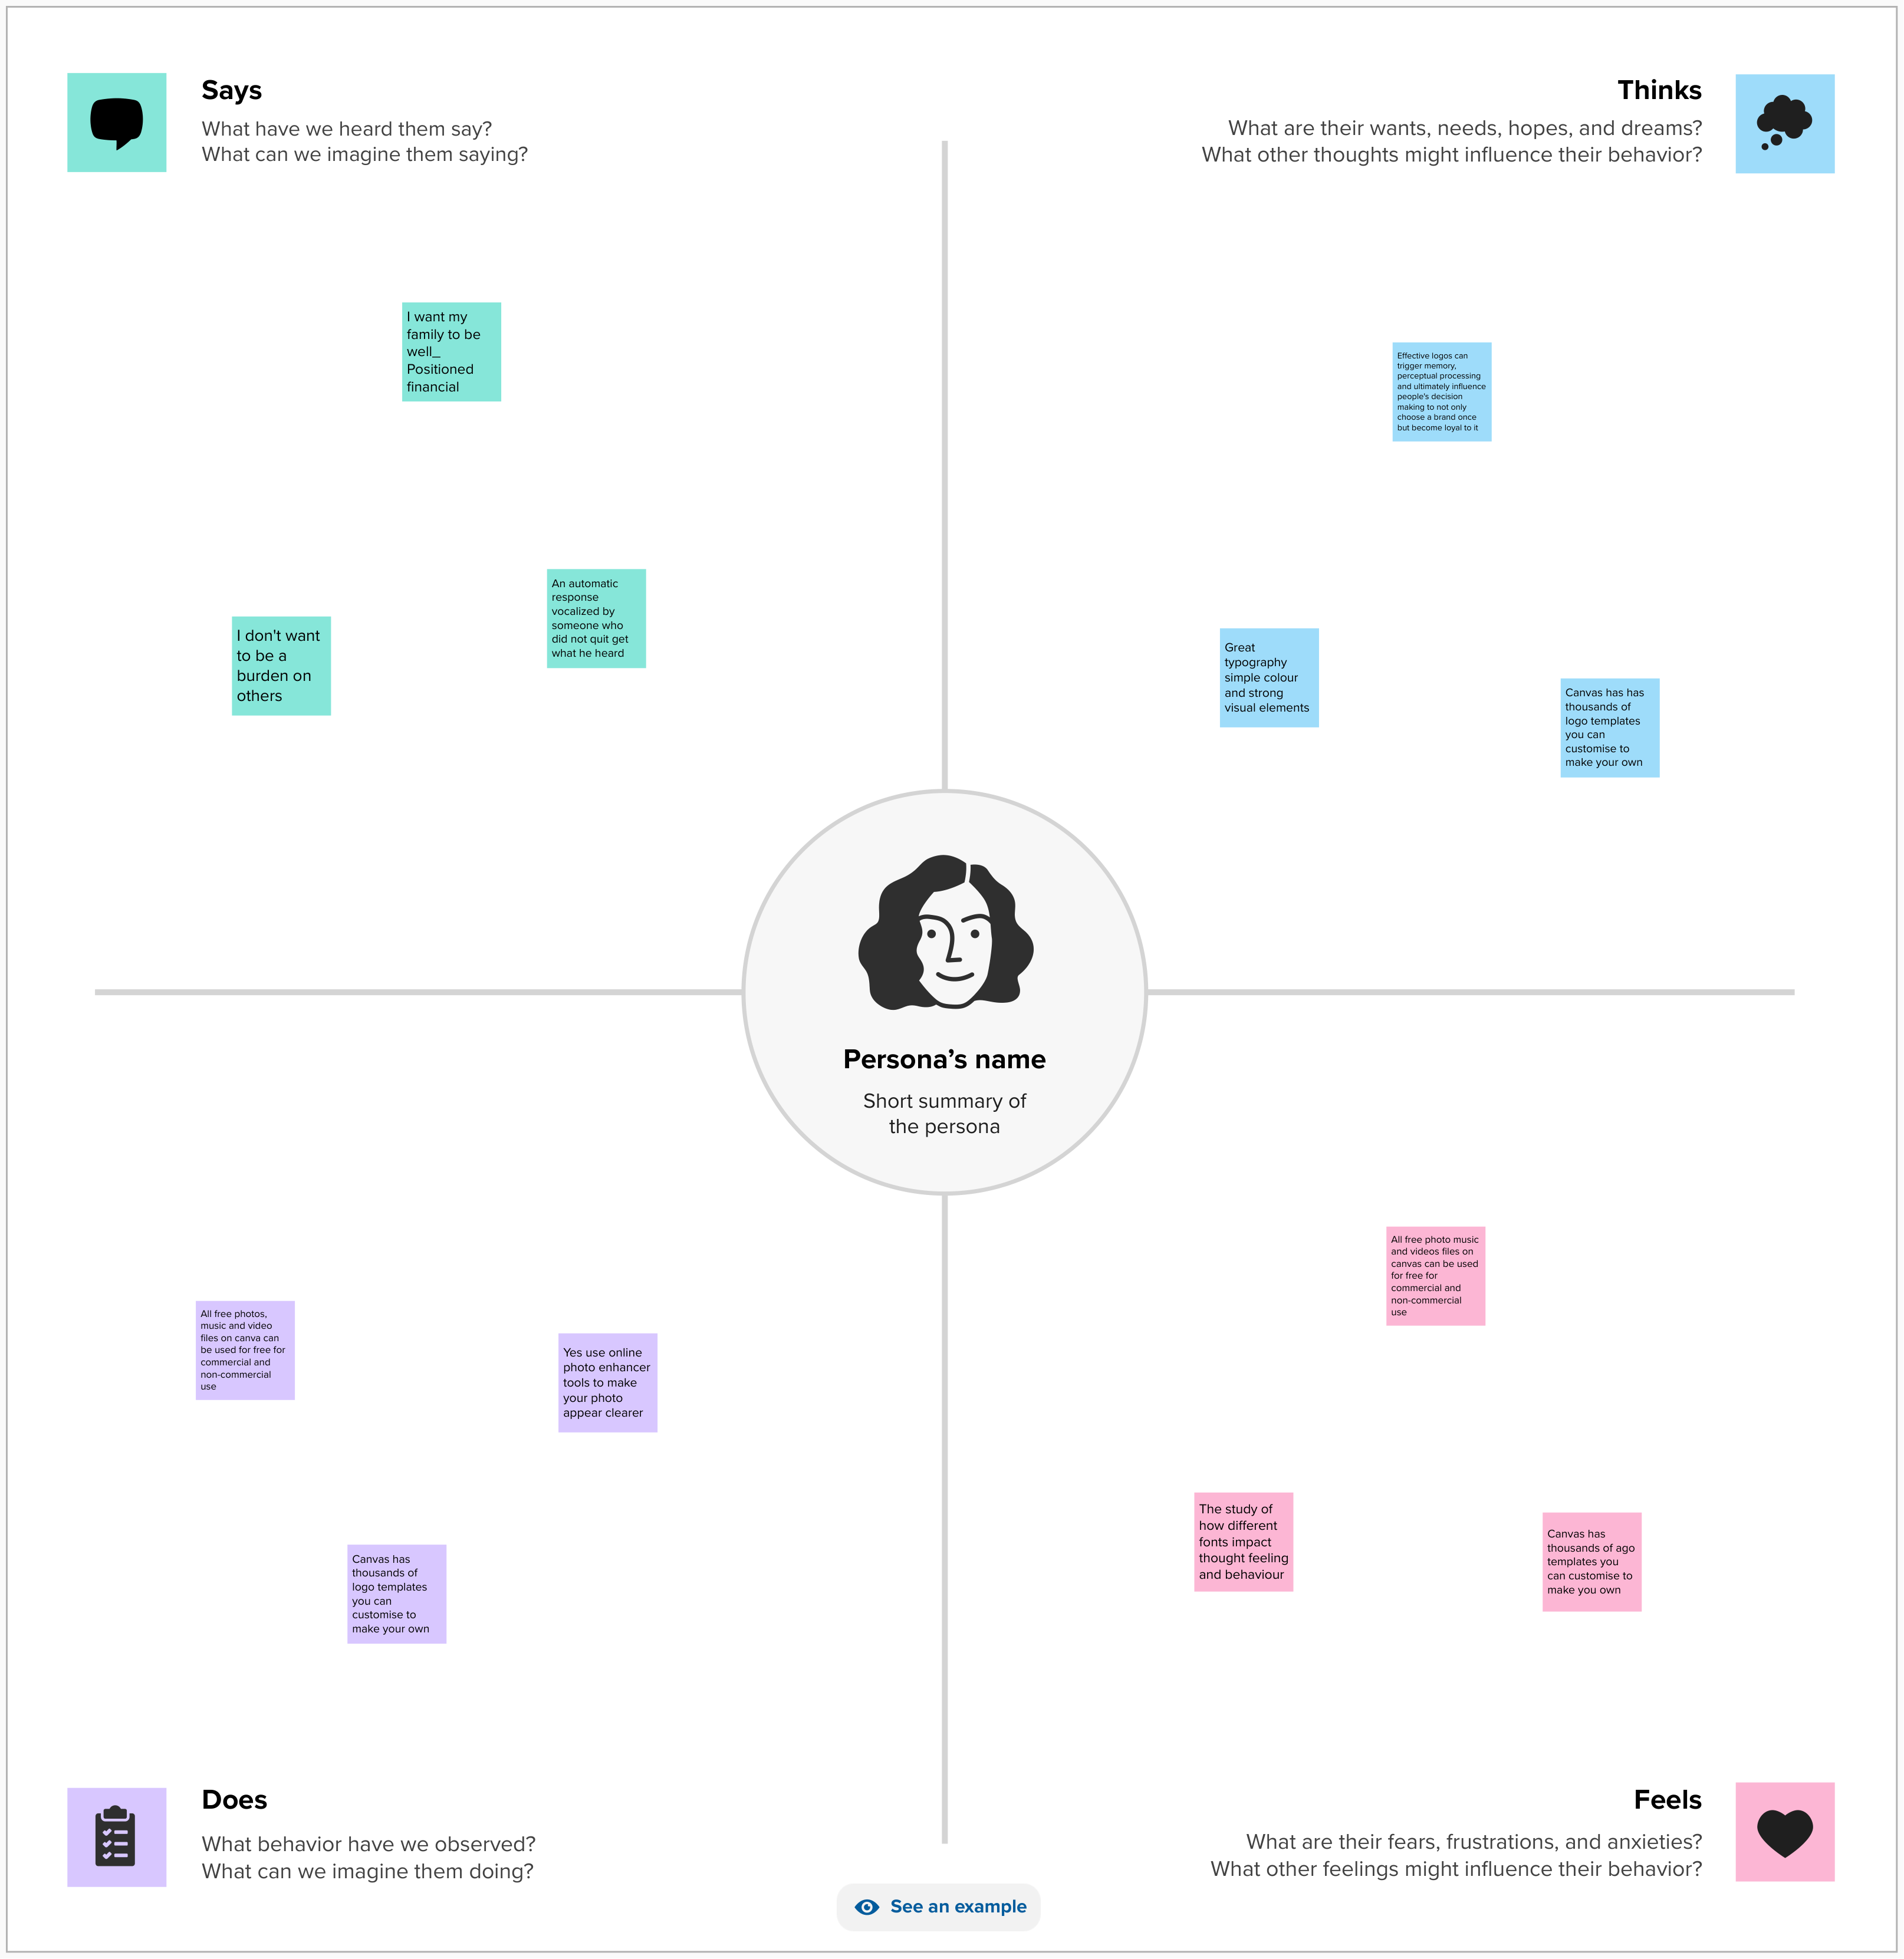 Says
What have we heard them say?
What can we imagine them saying?
Thinks
What are their wants, needs, hopes, and dreams?
What other thoughts might influence their behavior?
I want my
family to be
well_
Positioned
financial
An automatic
response
vocalized by
someone who
did not quit get
what he heard
I don't want
to be a
burden on
others
Effective logos can
trigger memory,
perceptual processing
and ultimately influence
people's decision
making to not only
choose a brand once
but become loyal to it
Great
typography
simple colour
and strong
visual elements
Canvas has has
thousands of
logo templates
you can
customise to
make your own
Persona’s name
Short summary of
the persona
All free photos,
music and video
files on canva can
be used for free for
commercial and
non-commercial
use
Yes use online
photo enhancer
tools to make
your photo
appear clearer
Canvas has
thousands of
logo templates
you can
customise to
make your own
All free photo music
and videos files on
canvas can be used
for free for
commercial and
non-commercial
use
The study of
how different
fonts impact
thought feeling
and behaviour
Canvas has
thousands of ago
templates you
can customise to
make you own
Does
What behavior have we observed?
What can we imagine them doing?
Feels
What are their fears, frustrations, and anxieties?
What other feelings might influence their behavior?
See an example